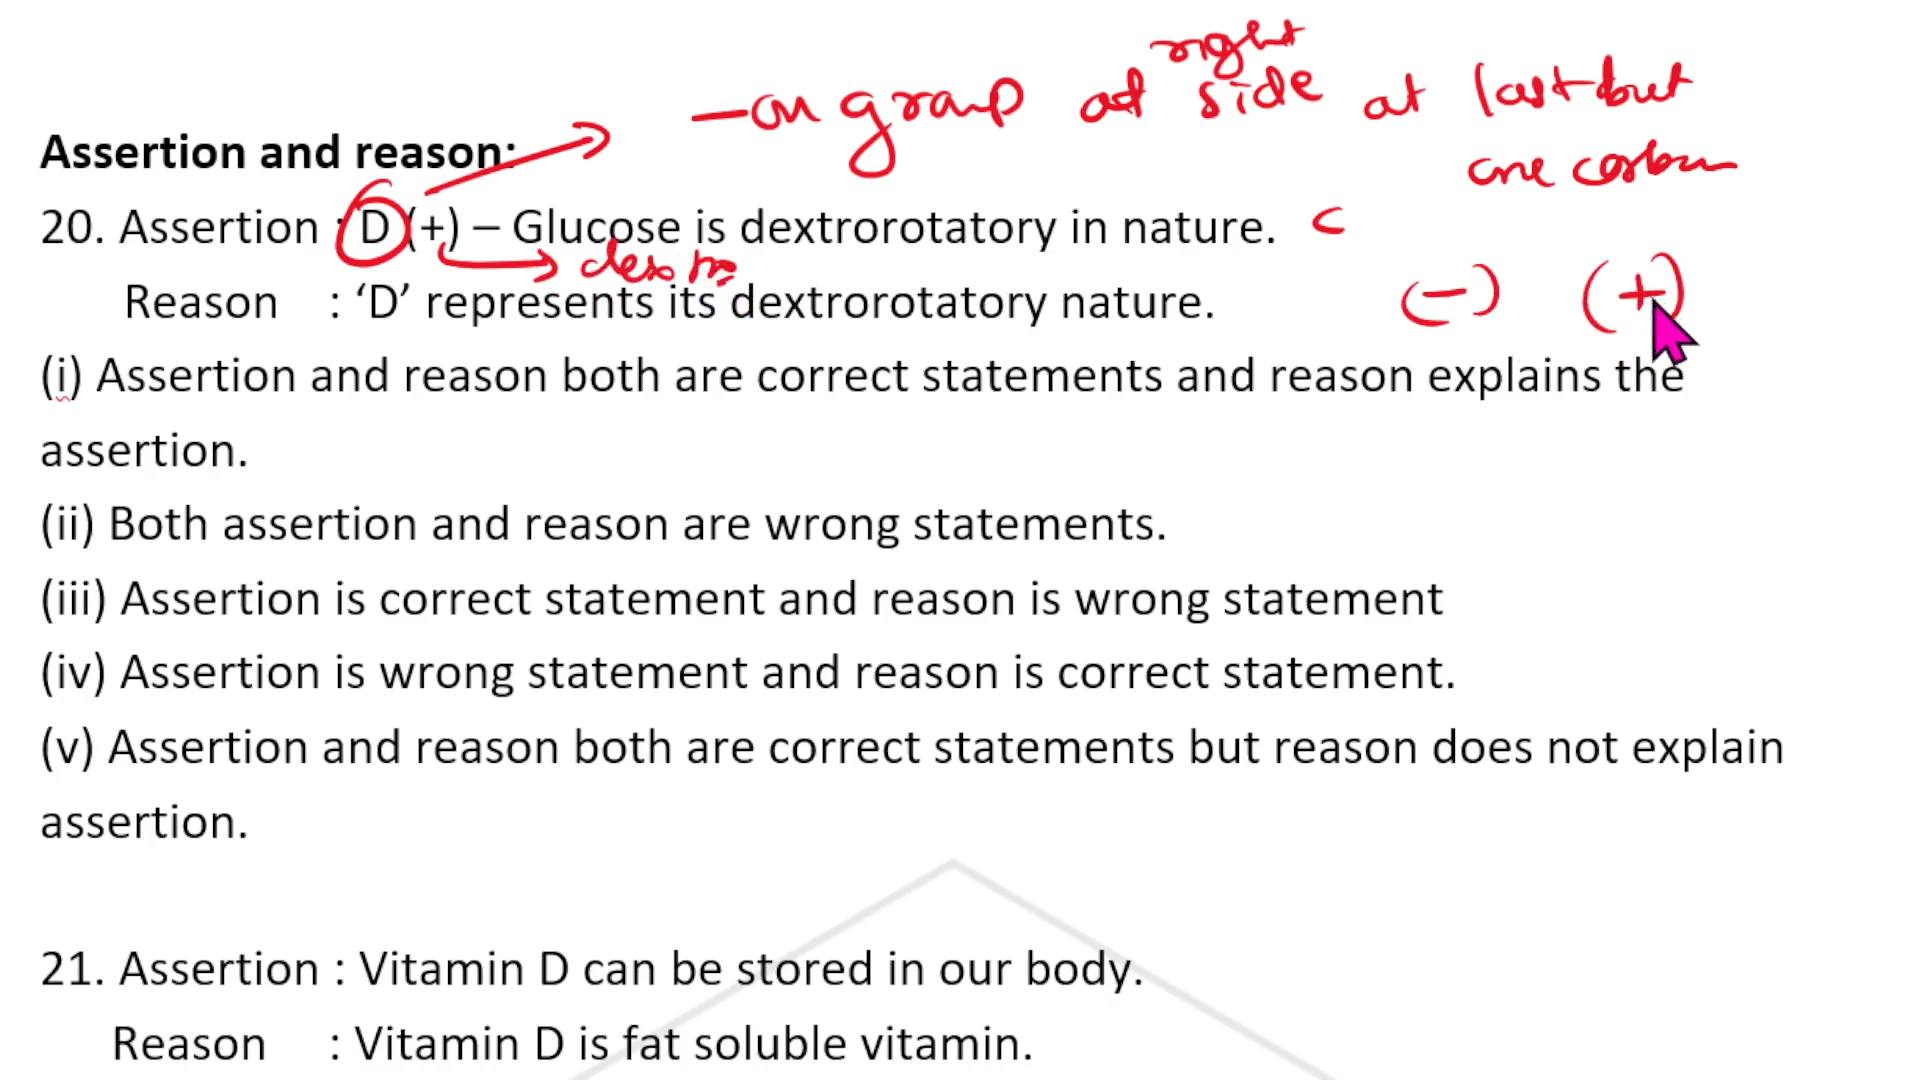 right
-OH group at side at last but
one carbon
Assertion and reason:
20. Assertion : D (+) – Glucose is dextrorotatory in nature. C
dextro
Reason : ‘D’ represents its dextrorotatory nature. (-) (+)
(i) Assertion and reason both are correct statements and reason explains the
assertion.
(ii) Both assertion and reason are wrong statements.
(iii) Assertion is correct statement and reason is wrong statement
(iv) Assertion is wrong statement and reason is correct statement.
(v) Assertion and reason both are correct statements but reason does not explain
assertion.
21. Assertion : Vitamin D can be stored in our body.
Reason : Vitamin D is fat soluble vitamin.